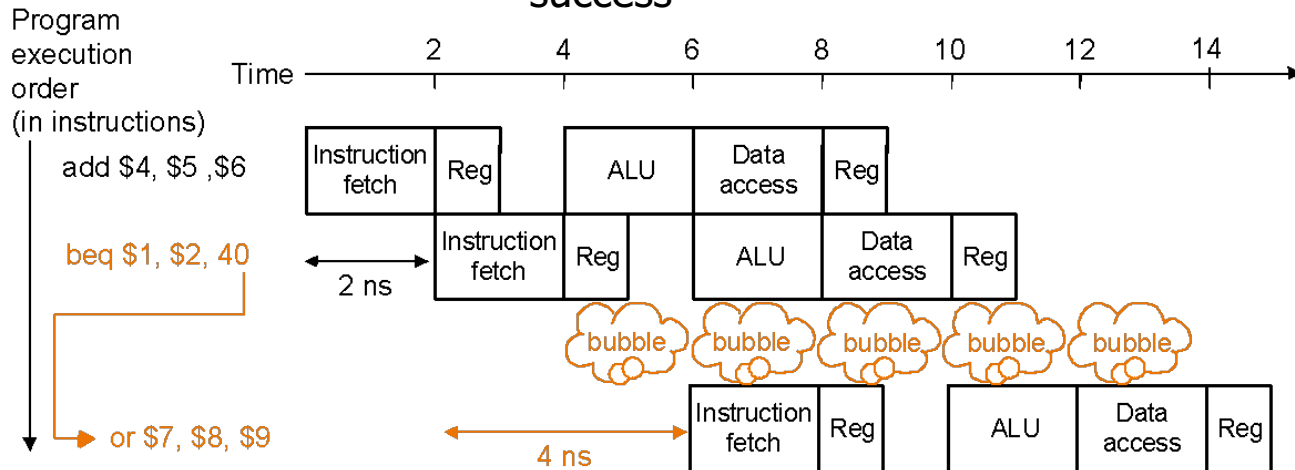 success
Program
execution
order
(in instructions)
Time
2 4 6 8 10 12 14
add $4, $5 ,$6
Instruction
fetch
Reg
ALU
Data
access
Reg
beq $1, $2, 40
2 ns
Instruction
fetch
Reg
ALU
Data
access
Reg
bubble bubble bubble bubble bubble
or $7, $8, $9
4 ns
Instruction
fetch
Reg
ALU
Data
access
Reg